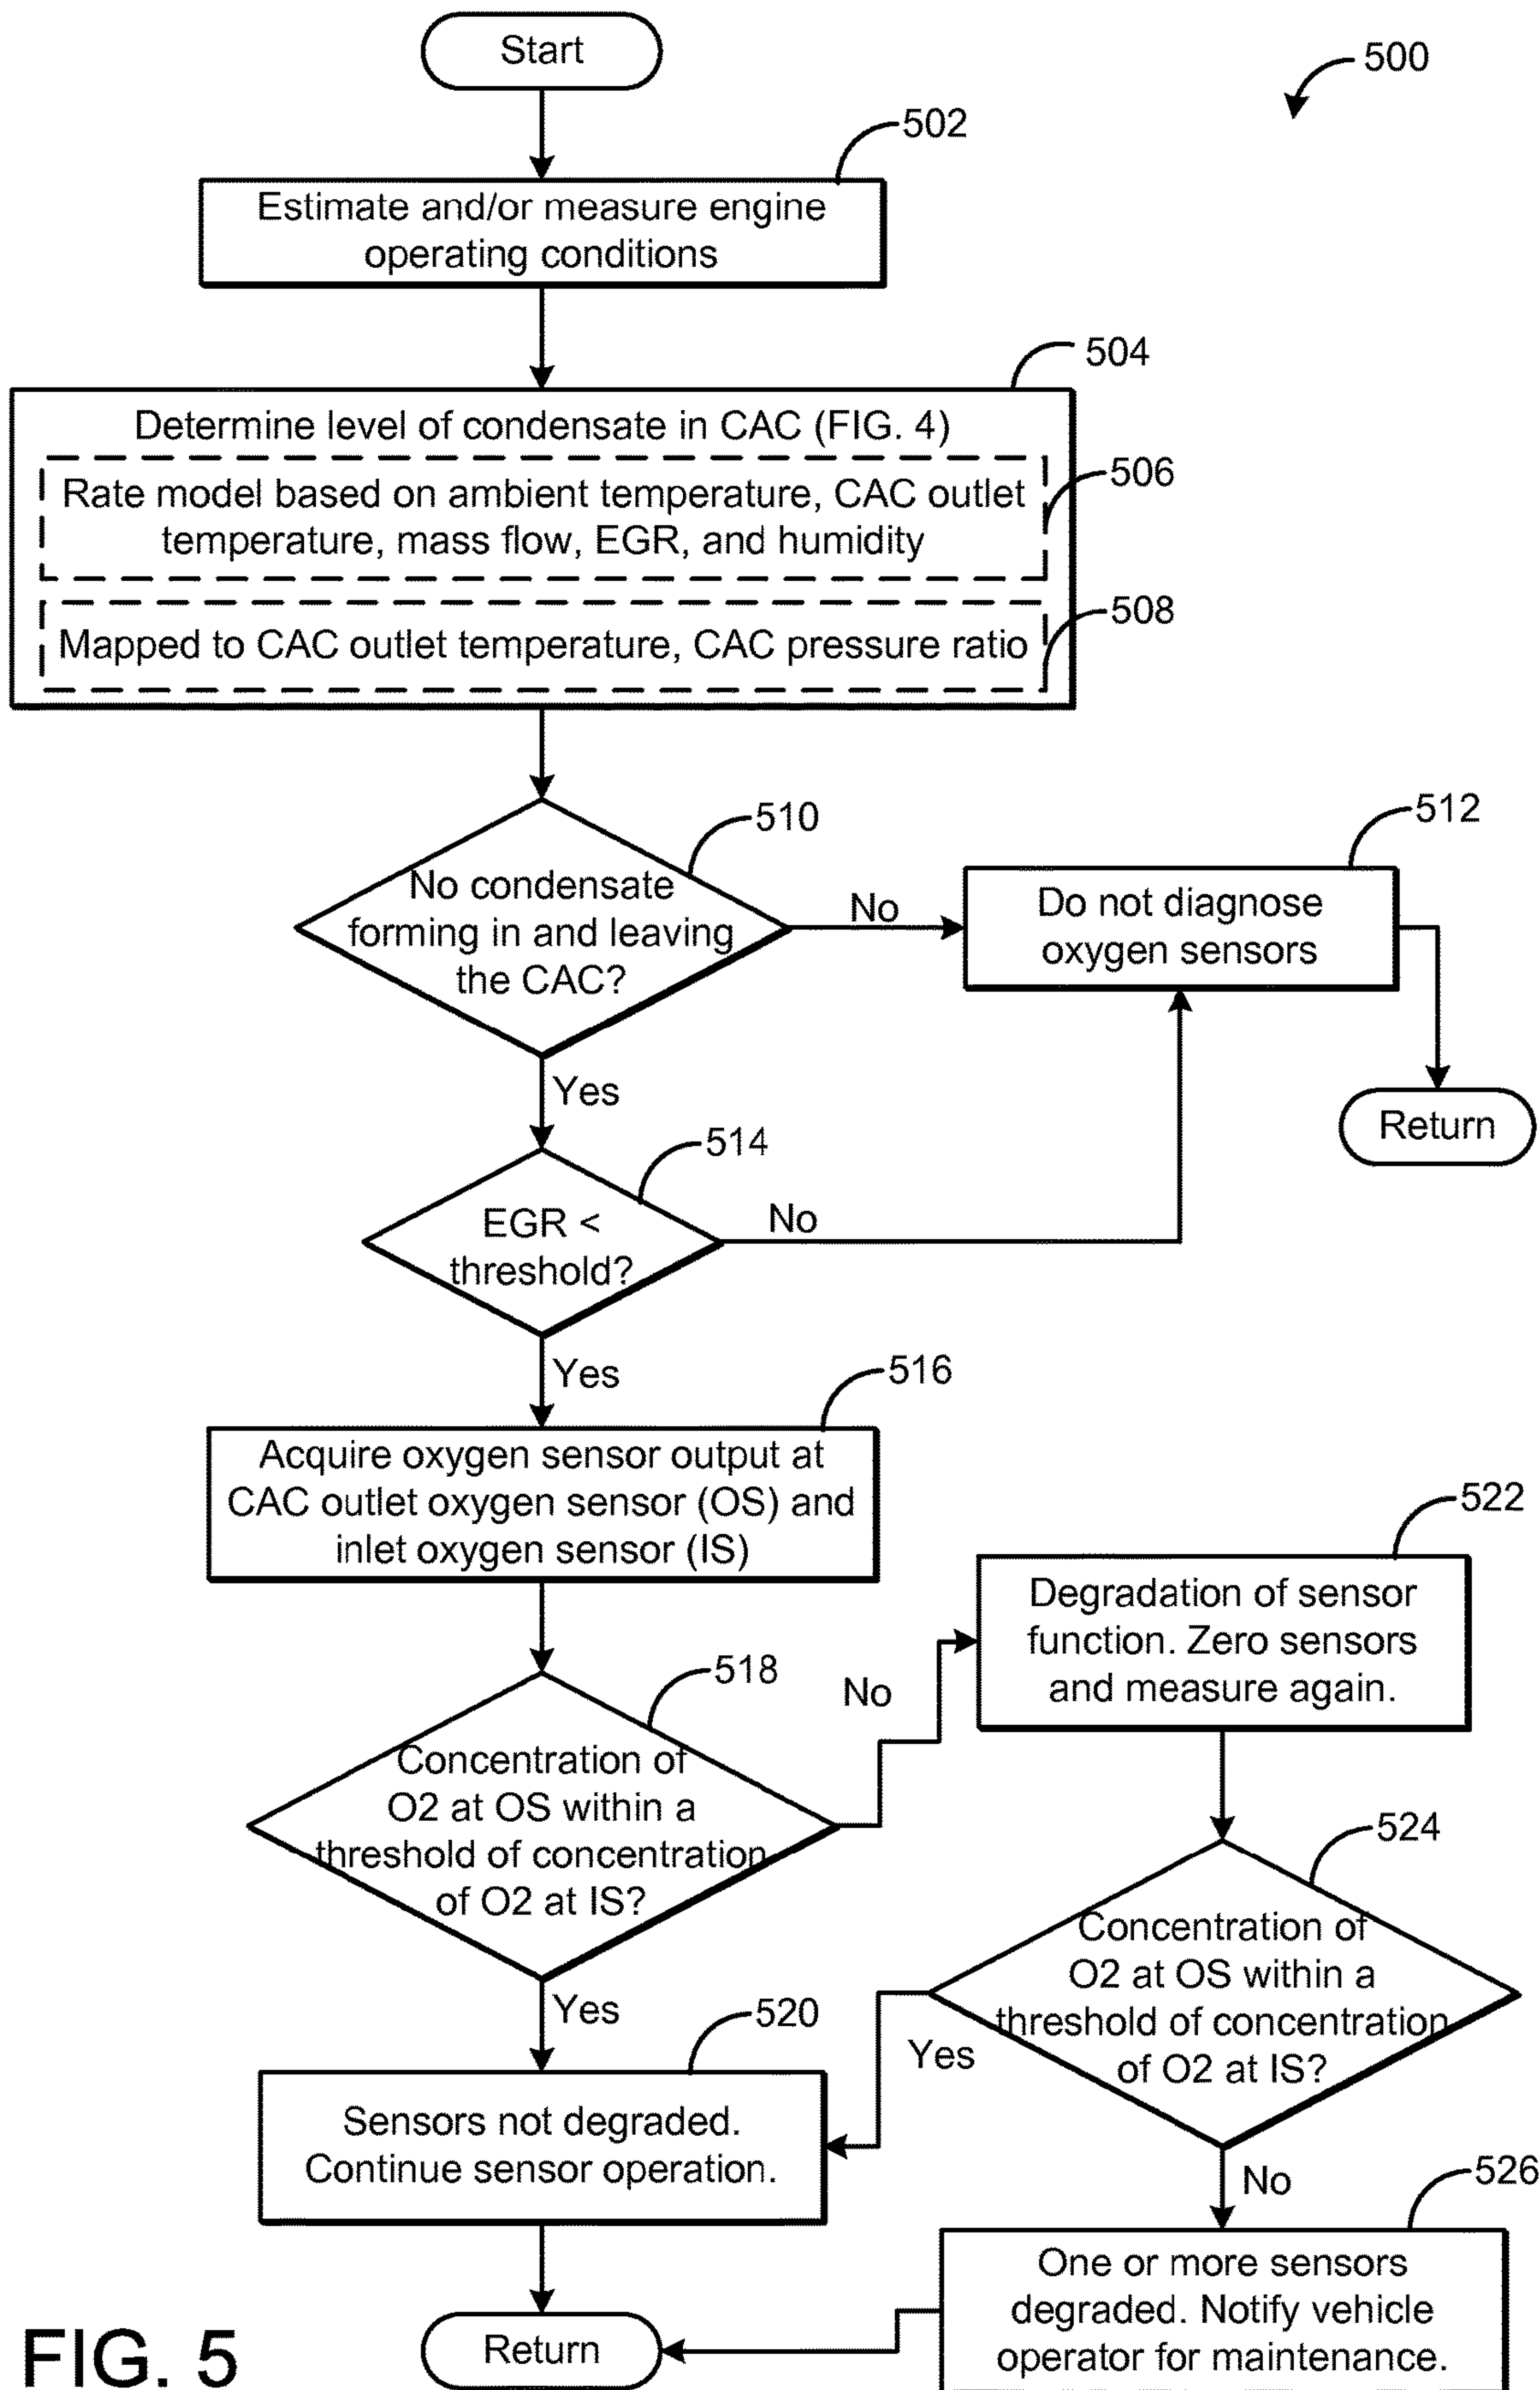 Start
500
502
Estimate and/or measure engine
operating conditions
504
Determine level of condensate in CAC (FIG. 4)
506
Rate model based on ambient temperature, CAC outlet
temperature, mass flow, EGR, and humidity
508
Mapped to CAC outlet temperature, CAC pressure ratio
510
No condensate
forming in and leaving
the CAC?
No
512
Do not diagnose
oxygen sensors
Return
Yes
514
EGR <
threshold?
No
Yes
516
Acquire oxygen sensor output at
CAC outlet oxygen sensor (OS) and
inlet oxygen sensor (IS)
518
Concentration of
O2 at OS within a
threshold of concentration
of O2 at IS?
No
522
Degradation of sensor
function. Zero sensors
and measure again.
524
Concentration of
O2 at OS within a
threshold of concentration
of O2 at IS?
Yes
Yes
520
Sensors not degraded.
Continue sensor operation.
No
526
One or more sensors
degraded. Notify vehicle
operator for maintenance.
Return
FIG. 5